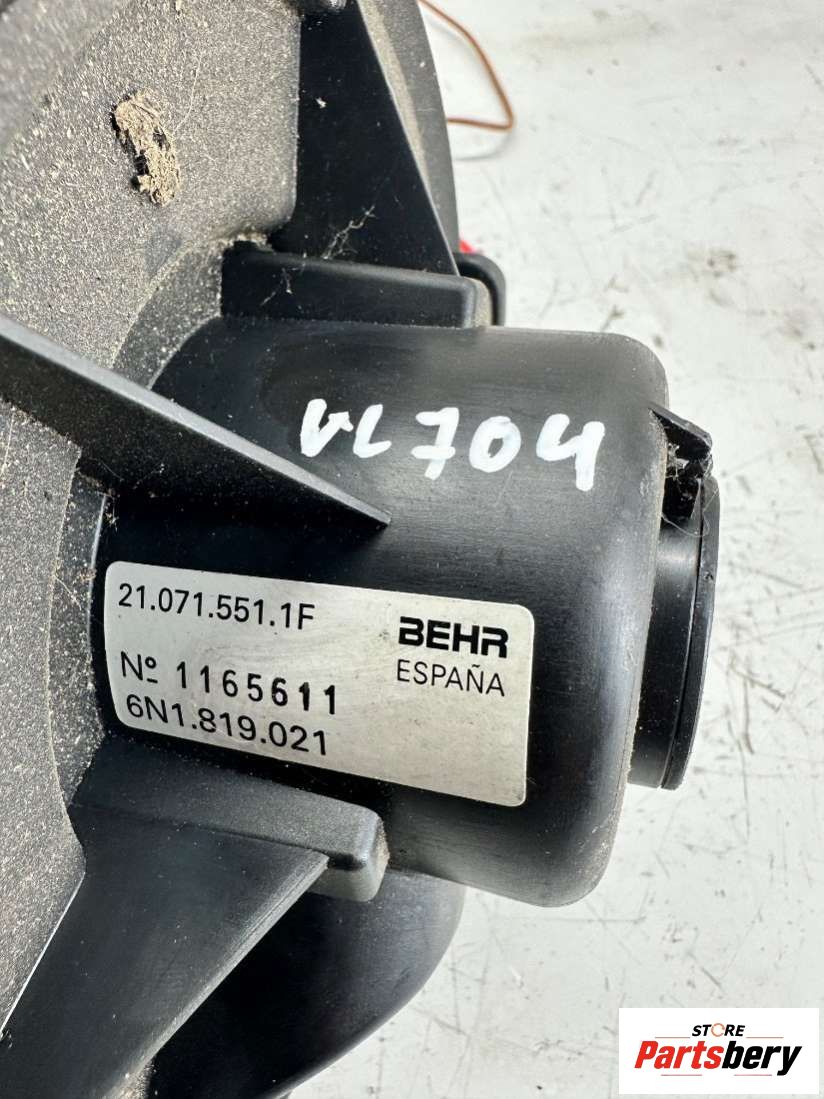 VL704
21.071.551.1F
BEHR
ESPAÑA
Nº 1165611
6N1.819.021
STORE
Partsbery